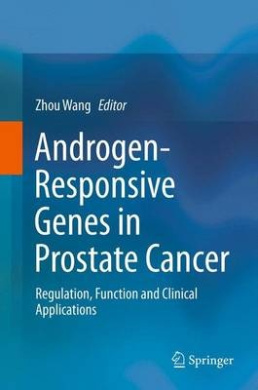 Zhou Wang Editor
Androgen-
Responsive
Genes in
Prostate Cancer
Regulation, Function and Clinical
Applications
Springer